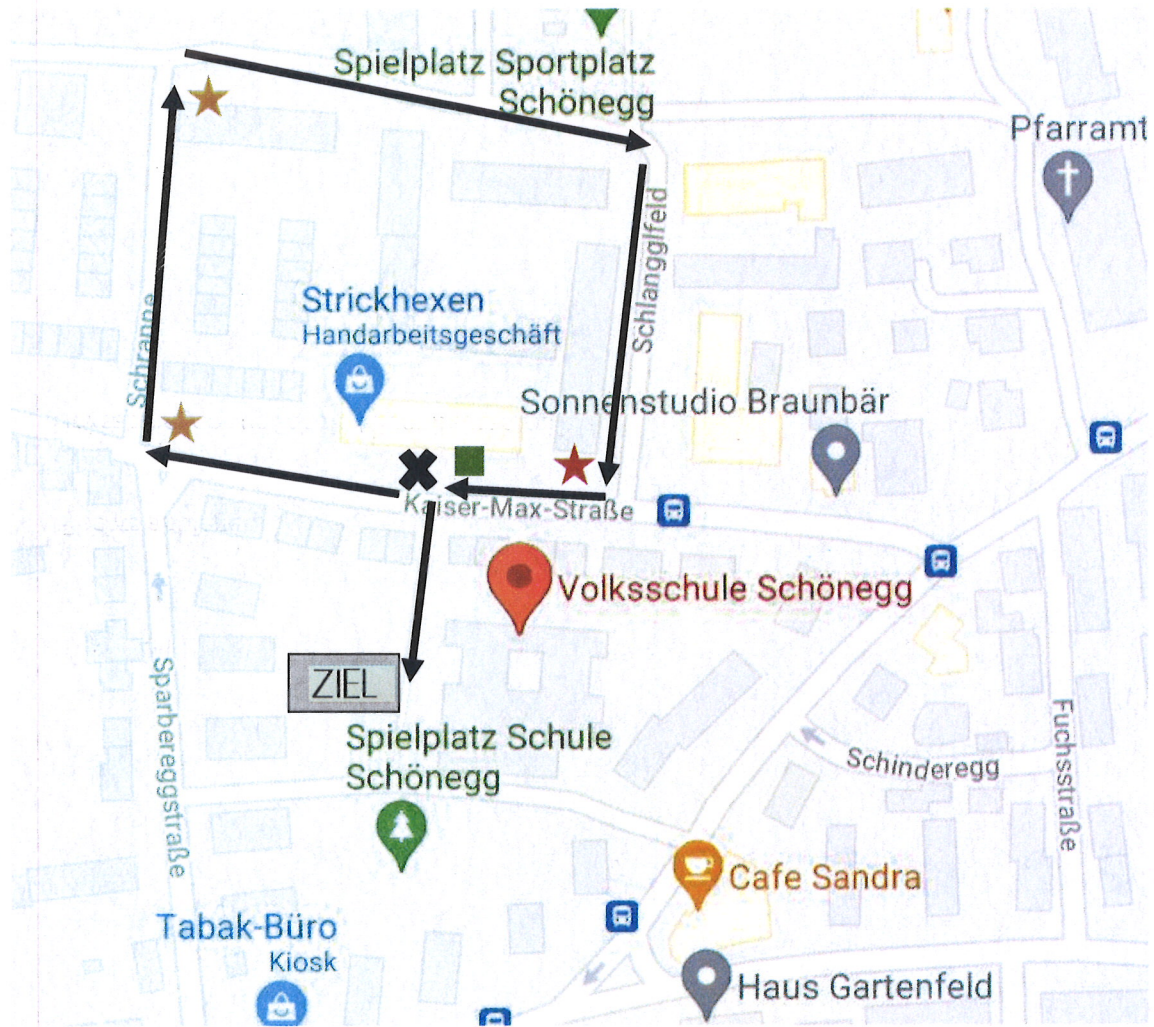 Spielplatz Sportplatz
Schönegg
Pfarramt
Schlangglfeld
Strickhexen
Handarbeitsgeschäft
Schranne
Sonnenstudio Braunbär
Kaiser-Max-Straße
Volksschule Schönegg
ZIEL
Spielplatz Schule
Schönegg
Sparbereggstraße
Schinderegg
Fuchsstraße
Cafe Sandra
Tabak-Büro
Kiosk
Haus Gartenfeld